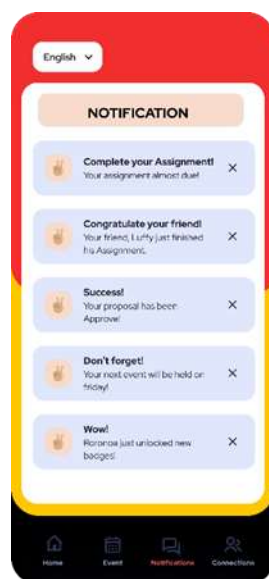 English
NOTIFICATION
Complete your Assignment!
Your assignment almost due!
Congratulate your friend!
Your friend, Luffy just finished
his Assignment.
Success!
Your proposal has been
Approve!
Don't forget!
Your next event will be held on
friday!
Wow!
Roronoa just unlocked new
badges!
Home
Event
Notifications
Connections